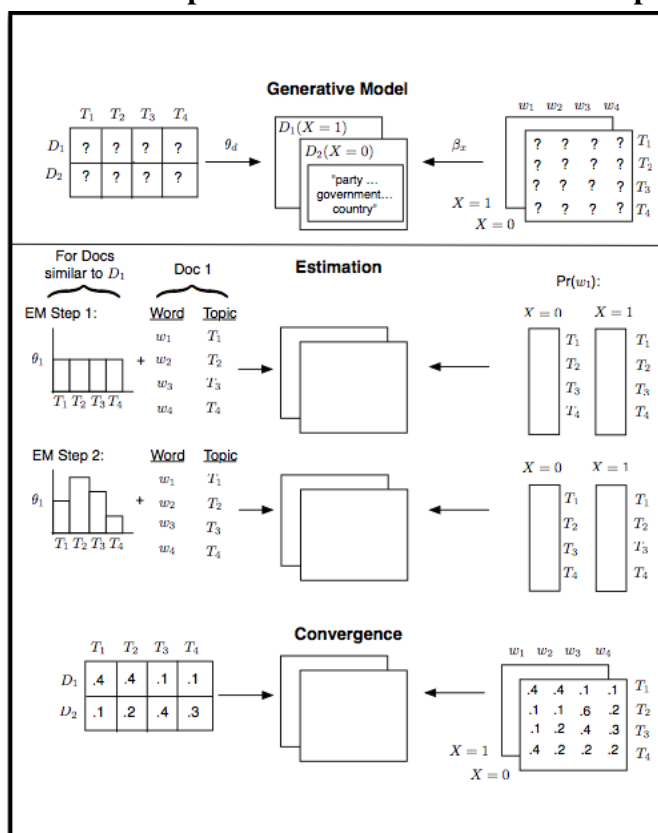 Generative Model
T₁ T₂ T₃ T₄
D₁ ? ? ? ?
D₂ ? ? ? ?
θ_d
D₁(X = 1)
D₂(X = 0)
"party ...
government...
country"
β_x
w₁ w₂ w₃ w₄
? ? ? ? T₁
? ? ? ? T₂
? ? ? ? T₃
? ? ? ? T₄
X = 1
X = 0
Estimation
For Docs
similar to D₁
Doc 1
Pr(w₁):
EM Step 1:
θ₁
T₁ T₂ T₃ T₄
+
Word Topic
w₁ T₁
w₂ T₂
w₃ T₃
w₄ T₄
X = 0 X = 1
T₁ T₁
T₂ T₂
T₃ T₃
T₄ T₄
EM Step 2:
θ₁
T₁ T₂ T₃ T₄
+
Word Topic
w₁ T₁
w₂ T₂
w₃ T₃
w₄ T₄
X = 0 X = 1
T₁ T₁
T₂ T₂
T₃ T₃
T₄ T₄
Convergence
T₁ T₂ T₃ T₄
D₁ .4 .4 .1 .1
D₂ .1 .2 .4 .3
w₁ w₂ w₃ w₄
.4 .4 .1 .1 T₁
.1 .1 .6 .2 T₂
.1 .2 .4 .3 T₃
.4 .2 .2 .2 T₄
X = 1
X = 0